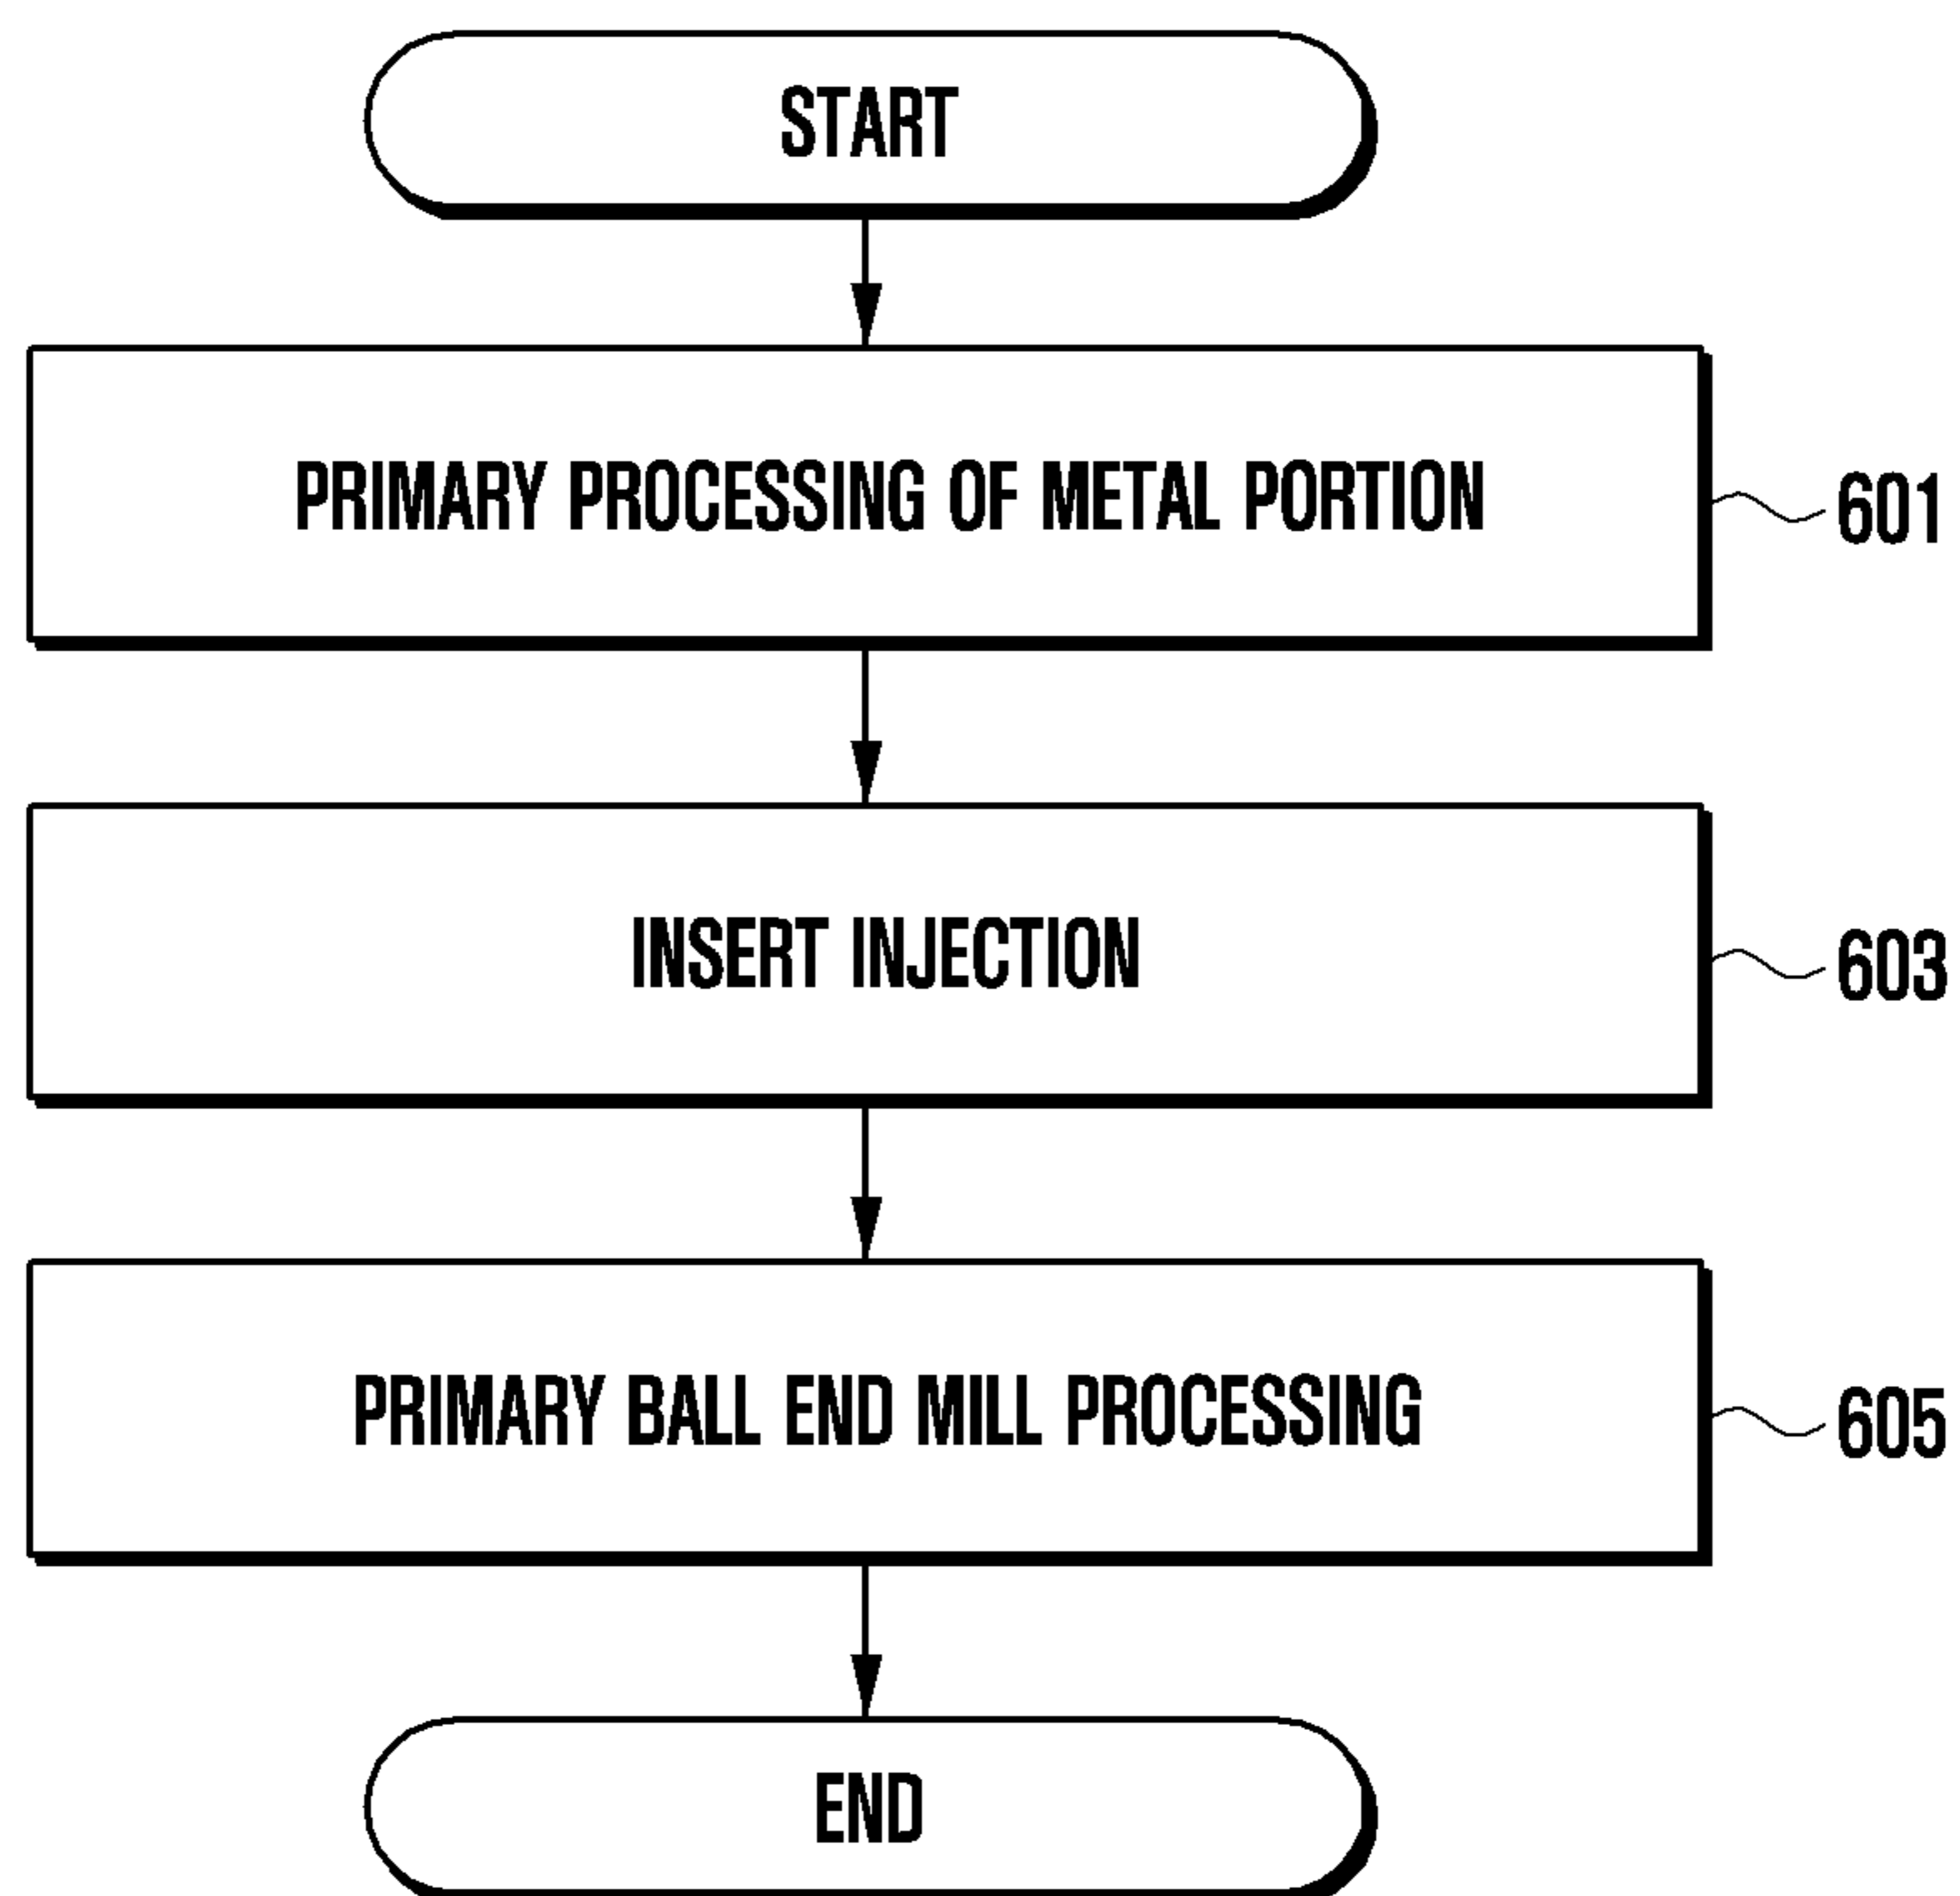 START
PRIMARY PROCESSING OF METAL PORTION
601
INSERT INJECTION
603
PRIMARY BALL END MILL PROCESSING
605
END